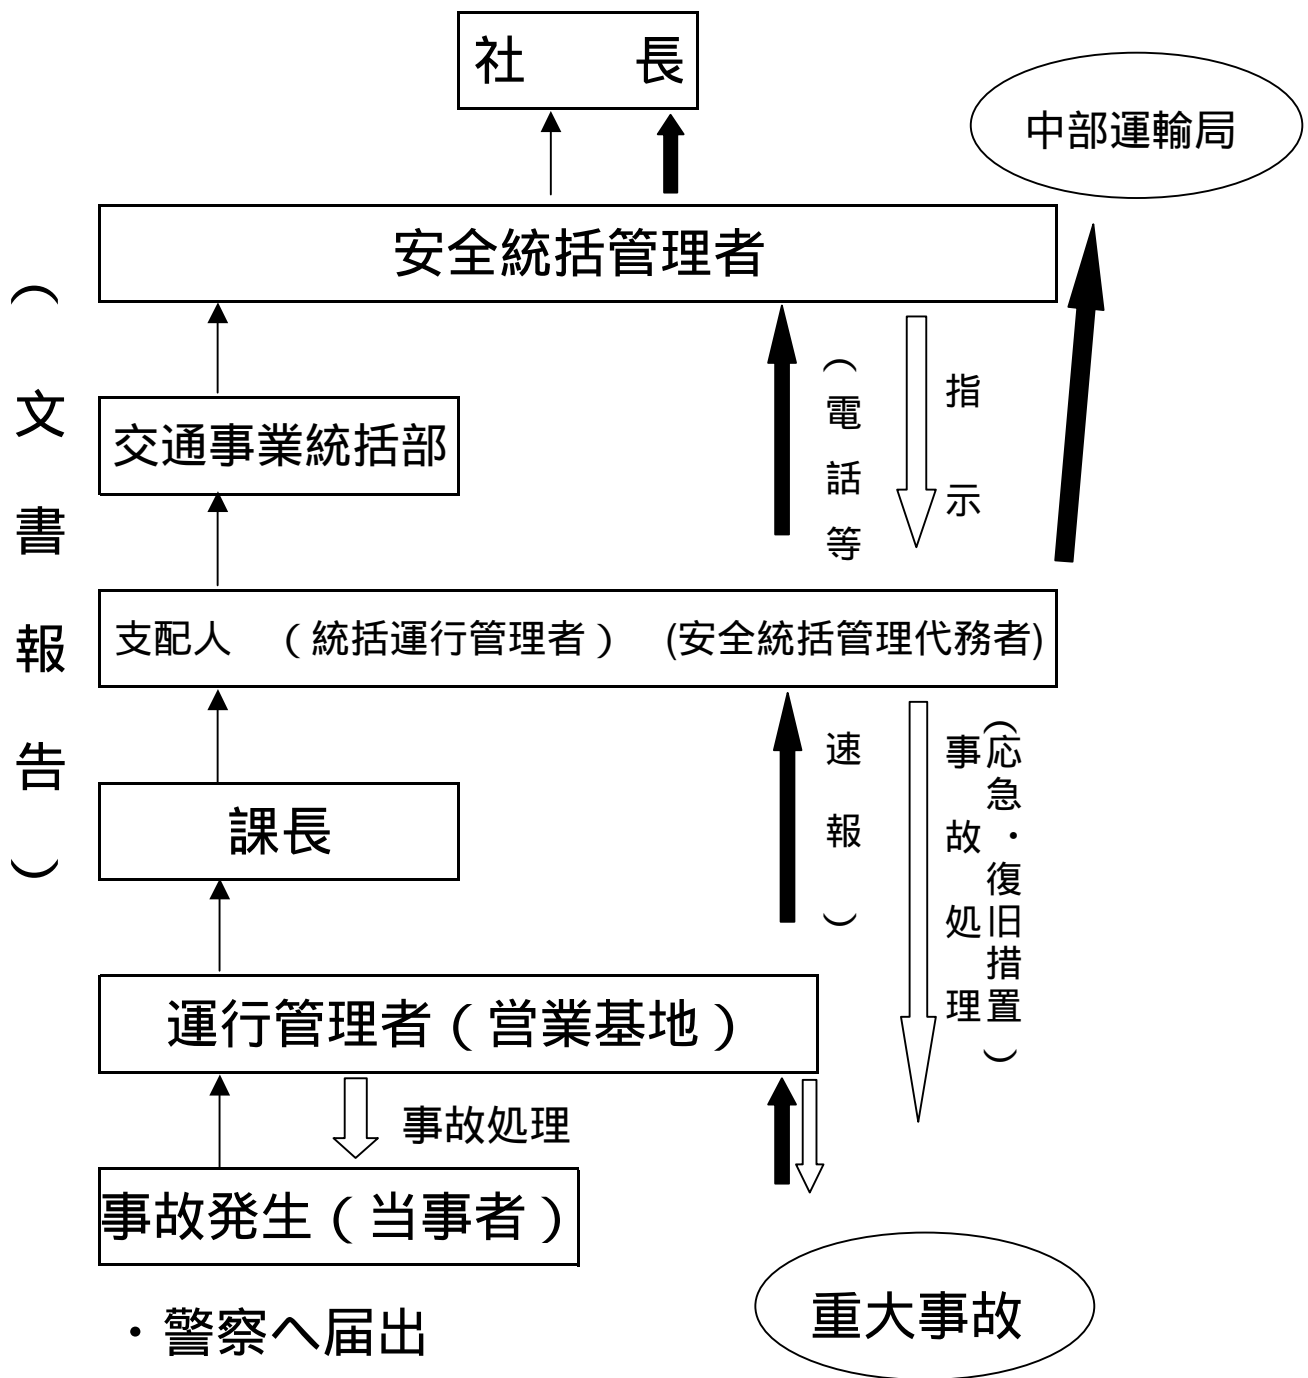 社　長
中部運輸局
安全統括管理者
（文書報告）
交通事業統括部
（電話等
指示
支配人　（統括運行管理者）　(安全統括管理代務者)
速報）
事故処理
（応急・復旧措置）
課長
運行管理者（営業基地）
事故処理
事故発生（当事者）
・警察へ届出
重大事故